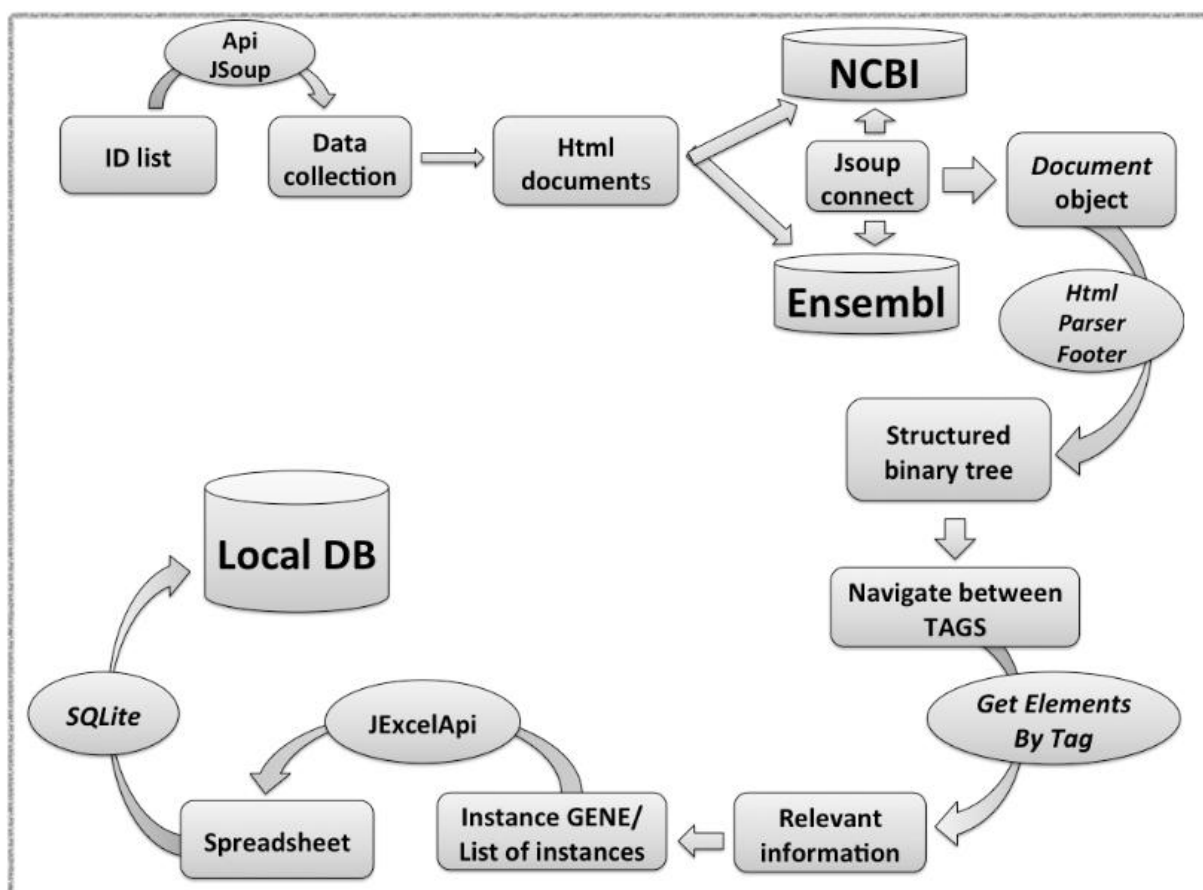 Api
JSoup
ID list
Data
collection
Html
documents
NCBI
Jsoup
connect
Ensembl
Document
object
Html
Parser
Footer
Structured
binary tree
Navigate between
TAGS
Get Elements
By Tag
Relevant
information
Instance GENE/
List of instances
JExcelApi
Spreadsheet
SQLite
Local DB